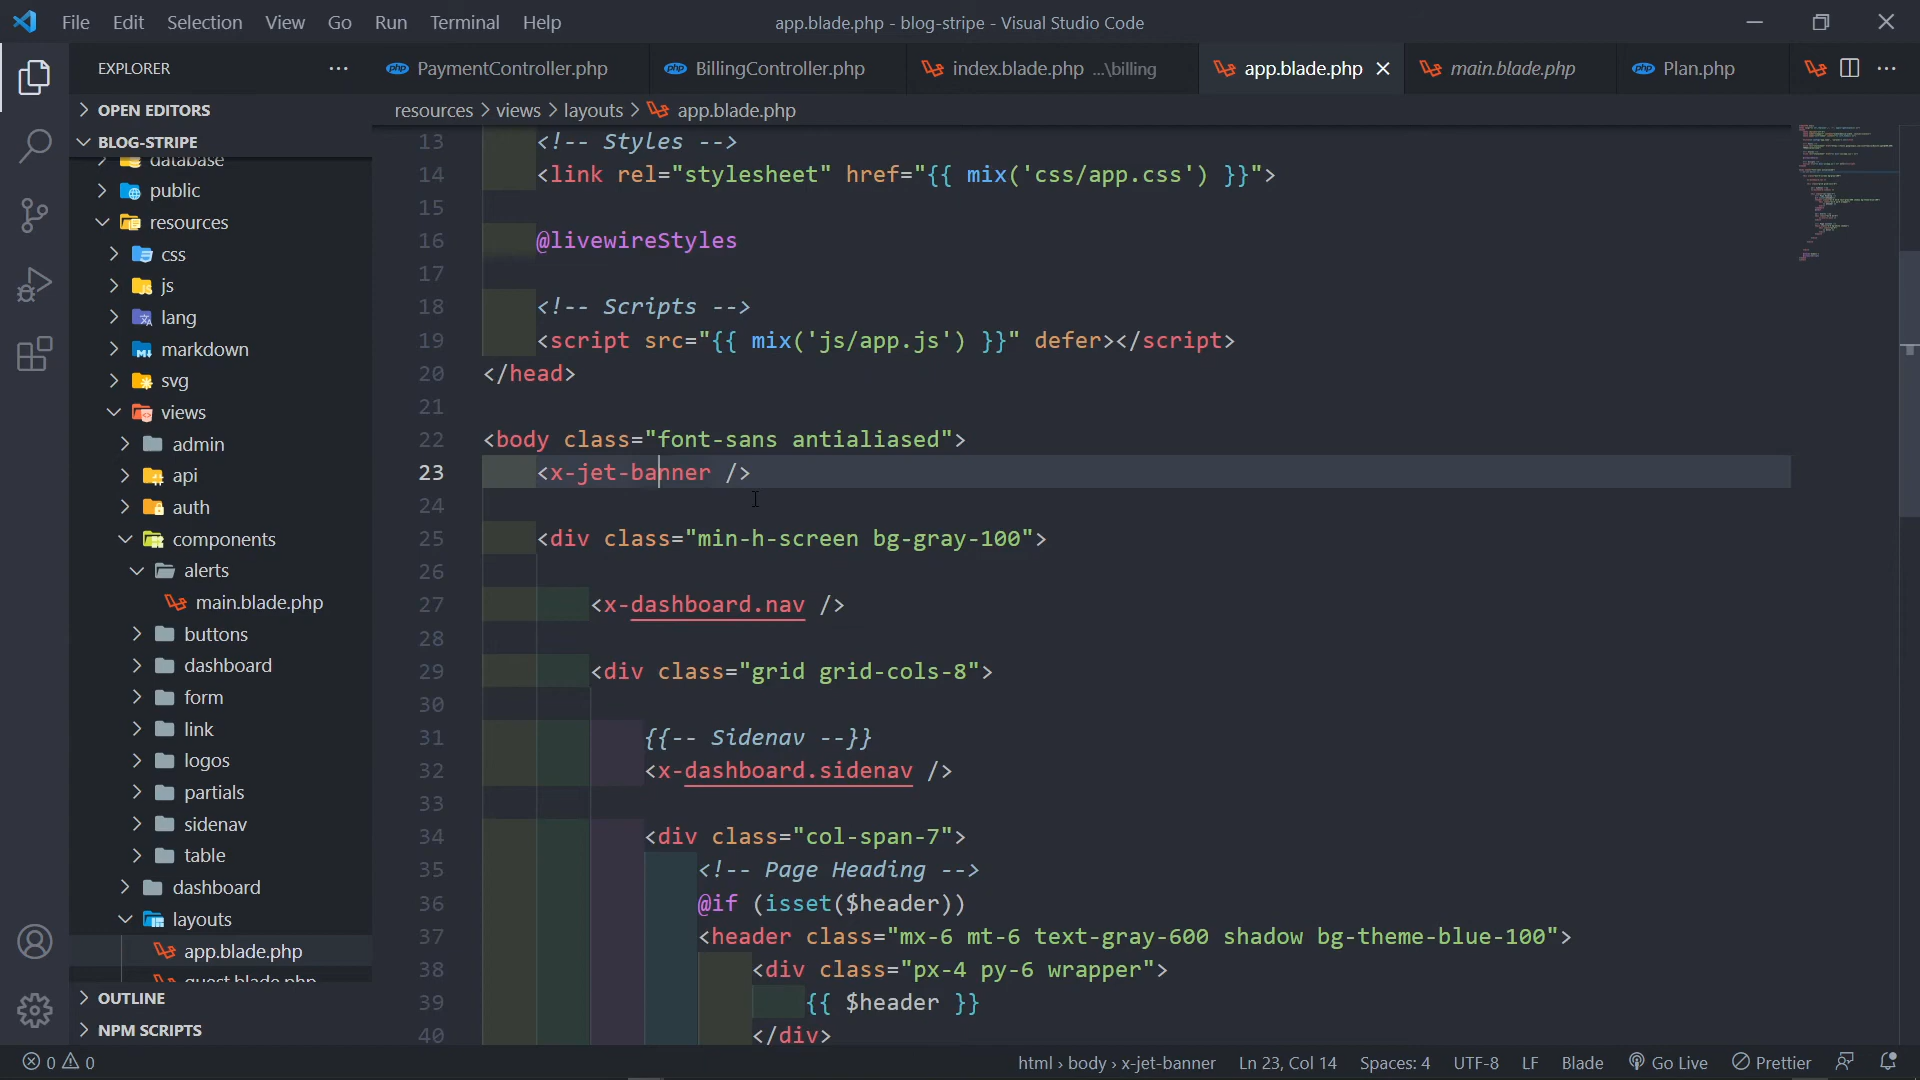 File Edit Selection View Go Run Terminal Help
app.blade.php - blog-stripe - Visual Studio Code
EXPLORER
PaymentController.php
BillingController.php
index.blade.php ...\billing
app.blade.php
main.blade.php
Plan.php
OPEN EDITORS
BLOG-STRIPE
database
public
resources
css
js
lang
markdown
svg
views
admin
api
auth
components
alerts
main.blade.php
buttons
dashboard
form
link
logos
partials
sidenav
table
dashboard
layouts
app.blade.php
guest.blade.php
OUTLINE
NPM SCRIPTS
resources > views > layouts > app.blade.php
13 <!-- Styles -->
14 <link rel="stylesheet" href="{{ mix('css/app.css') }}">
15
16 @livewireStyles
17
18 <!-- Scripts -->
19 <script src="{{ mix('js/app.js') }}" defer></script>
20 </head>
21
22 <body class="font-sans antialiased">
23 <x-jet-banner />
24
25 <div class="min-h-screen bg-gray-100">
26
27 <x-dashboard.nav />
28
29 <div class="grid grid-cols-8">
30
31 {{-- Sidenav --}}
32 <x-dashboard.sidenav />
33
34 <div class="col-span-7">
35 <!-- Page Heading -->
36 @if (isset($header))
37 <header class="mx-6 mt-6 text-gray-600 shadow bg-theme-blue-100">
38 <div class="px-4 py-6 wrapper">
39 {{ $header }}
40 </div>
0 0
html › body › x-jet-banner
Ln 23, Col 14
Spaces: 4
UTF-8
LF
Blade
Go Live
Prettier